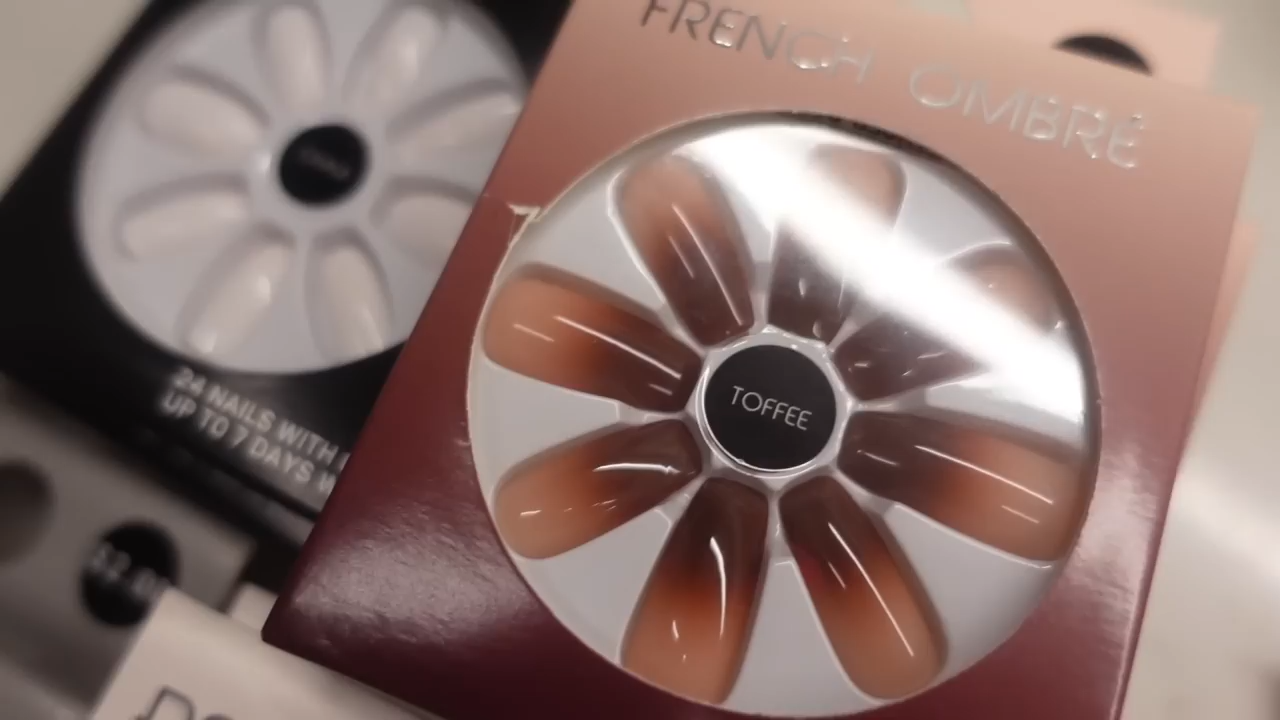 FRENCH OMBRÉ
TOFFEE
24 NAILS WITH
UP TO 7 DAYS